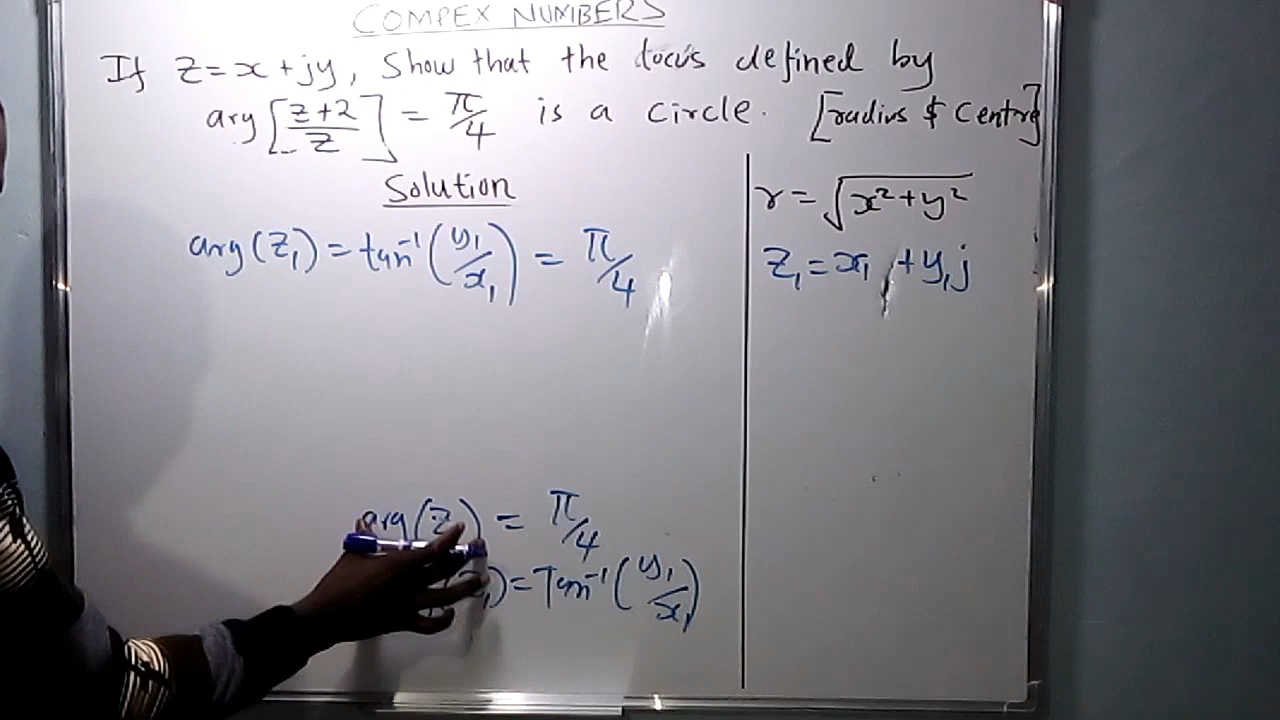 COMPEX NUMBERS
If z=x+jy, Show that the locus defined by
arg[z+2/z] = π/4 is a circle. [radius & Centre]
Solution
r = √x²+y²
arg(z₁) = tan⁻¹(y₁/x₁) = π/4
z₁=x₁+y₁j
arg(z = π/4
) = Tan⁻¹(y₁/x₁)